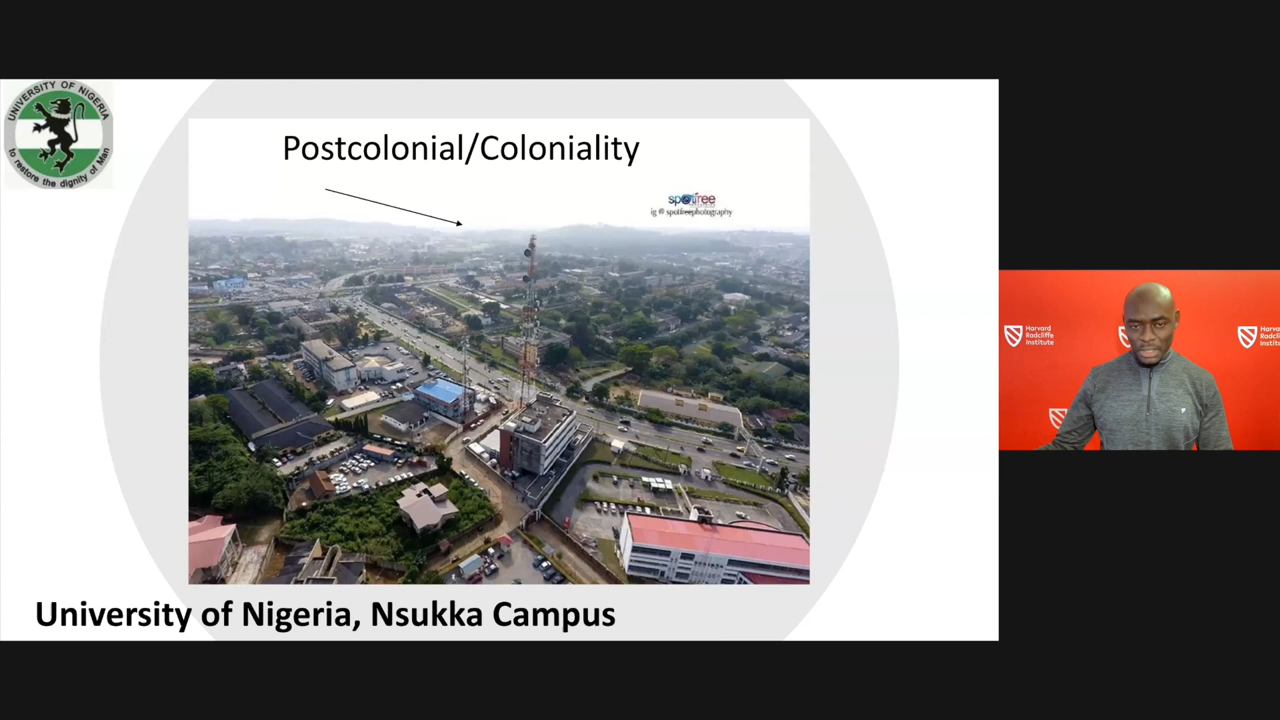 UNIVERSITY OF NIGERIA
to restore the dignity of Man
Postcolonial/Coloniality
spotfree
ig @ spotfreephotography
University of Nigeria, Nsukka Campus
Harvard
Radcliffe
Institute
Harvard
Radcliffe
Institute